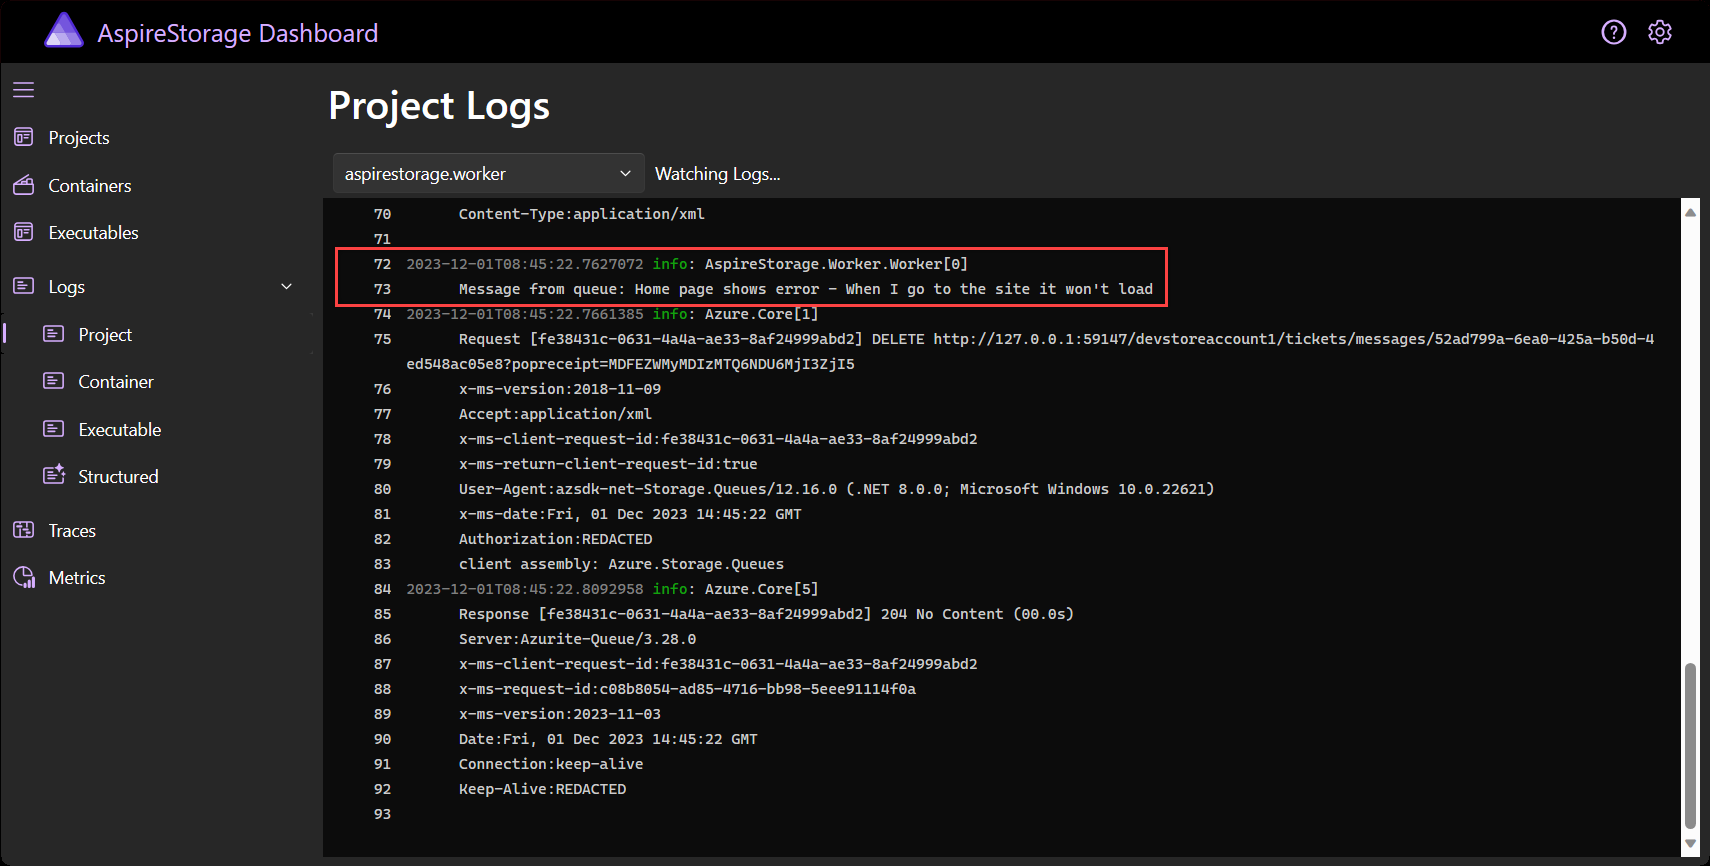 AspireStorage Dashboard
Projects
Containers
Executables
Logs
Project
Container
Executable
Structured
Traces
Metrics
Project Logs
aspirestorage.worker
Watching Logs...
70 Content-Type:application/xml
71
72 2023-12-01T08:45:22.7627072 info: AspireStorage.Worker.Worker[0]
73 Message from queue: Home page shows error - When I go to the site it won't load
74 2023-12-01T08:45:22.7661385 info: Azure.Core[1]
75 Request [fe38431c-0631-4a4a-ae33-8af24999abd2] DELETE http://127.0.0.1:59147/devstoreaccount1/tickets/messages/52ad799a-6ea0-425a-b50d-4
ed548ac05e8?popreceipt=MDFEZWMyMDIzMTQ6NDU6MjI3ZjI5
76 x-ms-version:2018-11-09
77 Accept:application/xml
78 x-ms-client-request-id:fe38431c-0631-4a4a-ae33-8af24999abd2
79 x-ms-return-client-request-id:true
80 User-Agent:azsdk-net-Storage.Queues/12.16.0 (.NET 8.0.0; Microsoft Windows 10.0.22621)
81 x-ms-date:Fri, 01 Dec 2023 14:45:22 GMT
82 Authorization:REDACTED
83 client assembly: Azure.Storage.Queues
84 2023-12-01T08:45:22.8092958 info: Azure.Core[5]
85 Response [fe38431c-0631-4a4a-ae33-8af24999abd2] 204 No Content (00.0s)
86 Server:Azurite-Queue/3.28.0
87 x-ms-client-request-id:fe38431c-0631-4a4a-ae33-8af24999abd2
88 x-ms-request-id:c08b8054-ad85-4716-bb98-5eee91114f0a
89 x-ms-version:2023-11-03
90 Date:Fri, 01 Dec 2023 14:45:22 GMT
91 Connection:keep-alive
92 Keep-Alive:REDACTED
93